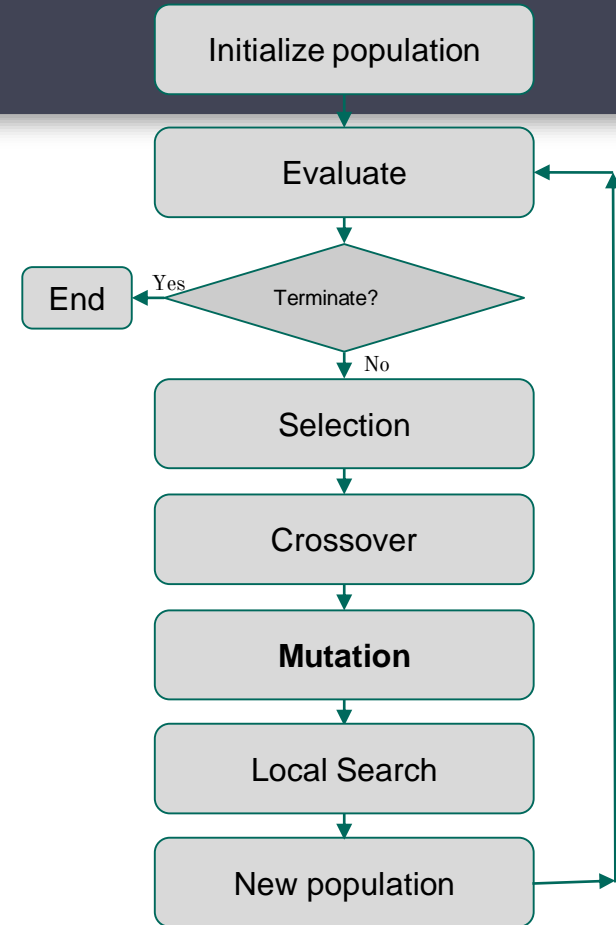 Initialize population
Evaluate
Terminate?
Yes
End
No
Selection
Crossover
Mutation
Local Search
New population